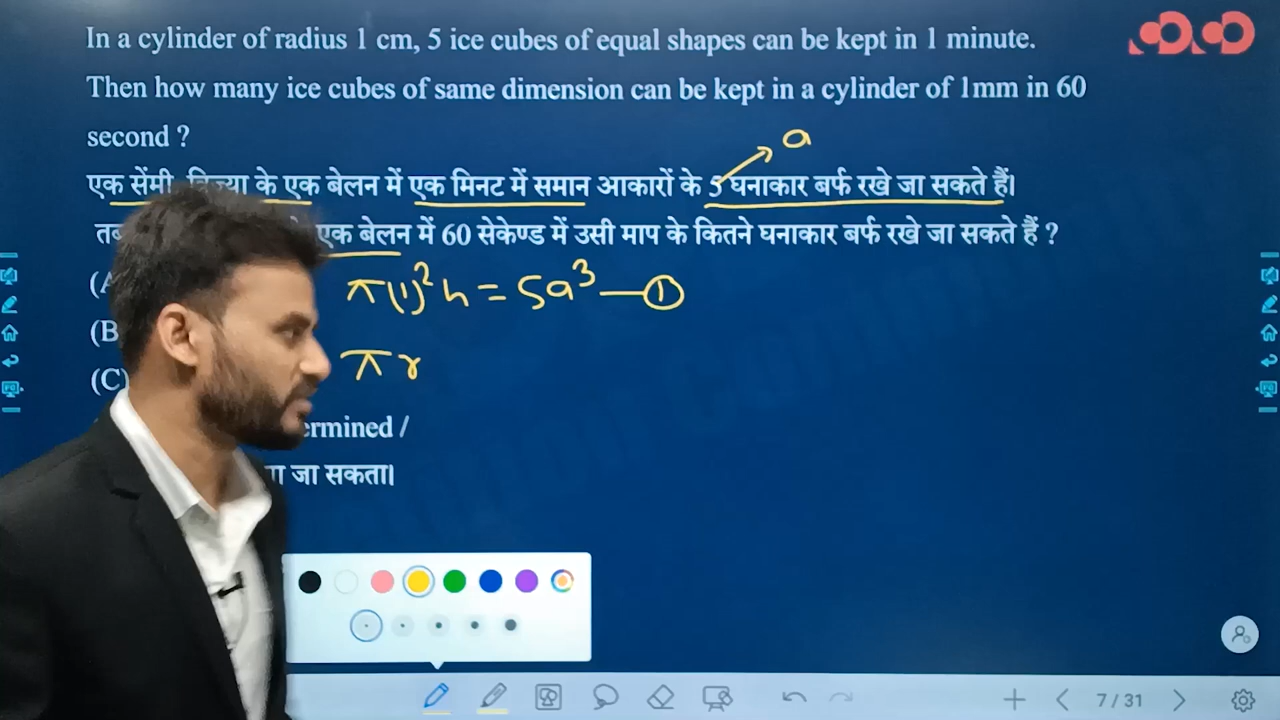 In a cylinder of radius 1 cm, 5 ice cubes of equal shapes can be kept in 1 minute.
Then how many ice cubes of same dimension can be kept in a cylinder of 1mm in 60
second ?
a
एक सेंमी. के एक बेलन में एक मिनट में समान आकारों के 5 घनाकार बर्फ रखे जा सकते हैं।
एक बेलन में 60 सेकेण्ड में उसी माप के कितने घनाकार बर्फ रखे जा सकते हैं ?
π(1)²h = 5a³ — ①
(B
π r
(C)
/
जा सकता।
7 / 31